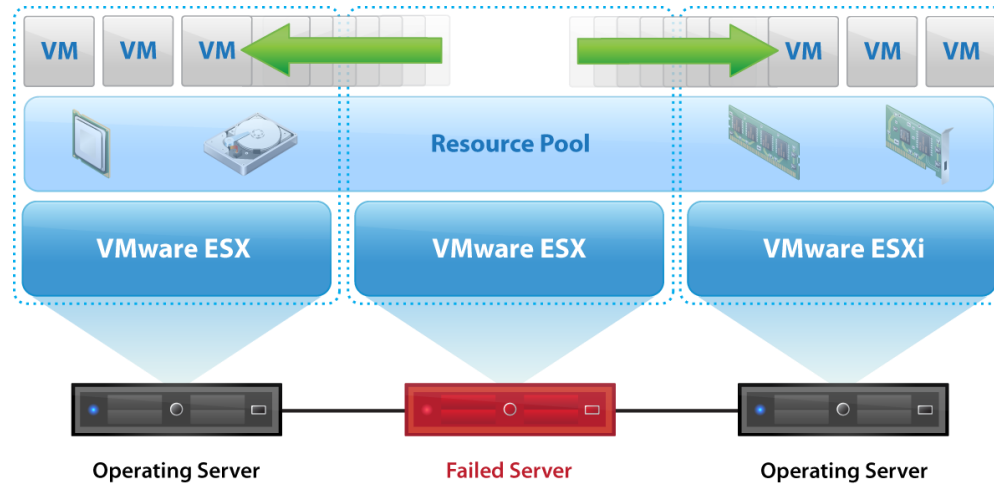 VM VM VM VM VM VM
Resource Pool
VMware ESX VMware ESX VMware ESXi
Operating Server Failed Server Operating Server